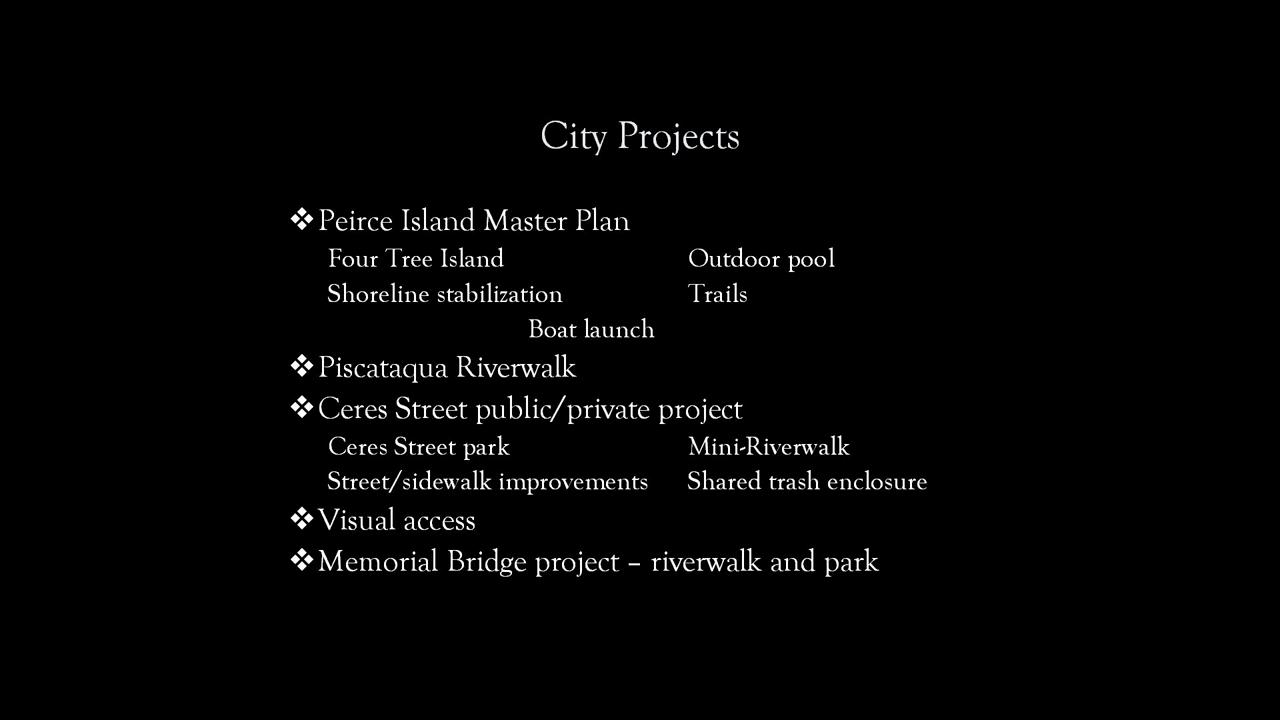 City Projects
❖Peirce Island Master Plan
Four Tree Island Outdoor pool
Shoreline stabilization Trails
Boat launch
❖Piscataqua Riverwalk
❖Ceres Street public/private project
Ceres Street park Mini-Riverwalk
Street/sidewalk improvements Shared trash enclosure
❖Visual access
❖Memorial Bridge project – riverwalk and park